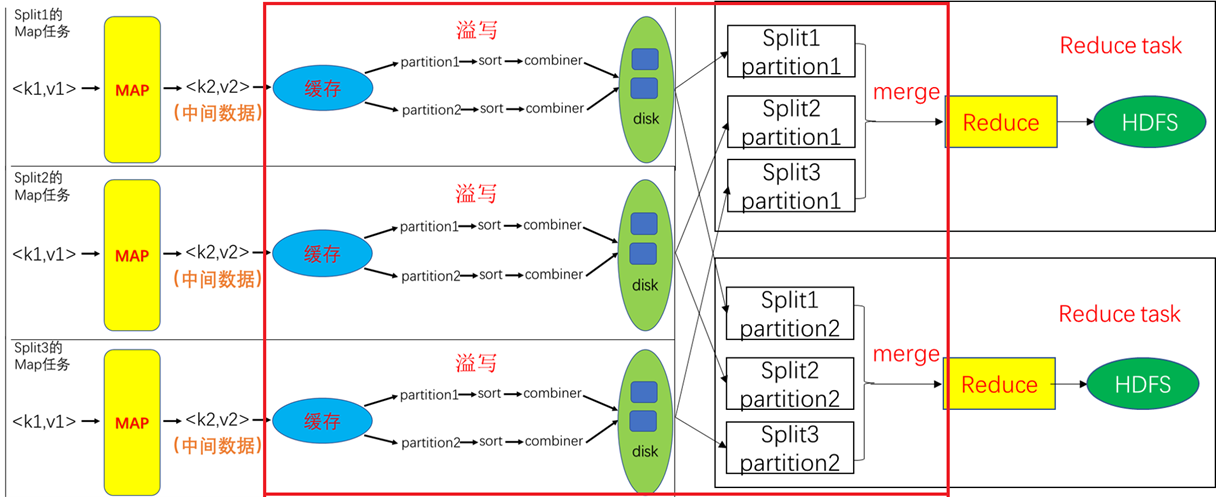 Split1的
Map任务
<k1,v1>
MAP
<k2,v2>
(中间数据)
缓存
溢写
partition1
sort
combiner
partition2
sort
combiner
disk
Split2的
Map任务
<k1,v1>
MAP
<k2,v2>
(中间数据)
缓存
溢写
partition1
sort
combiner
partition2
sort
combiner
disk
Split3的
Map任务
<k1,v1>
MAP
<k2,v2>
(中间数据)
缓存
溢写
partition1
sort
combiner
partition2
sort
combiner
disk
Split1
partition1
Split2
partition1
Split3
partition1
merge
Reduce
Reduce task
HDFS
Split1
partition2
Split2
partition2
Split3
partition2
merge
Reduce
Reduce task
HDFS